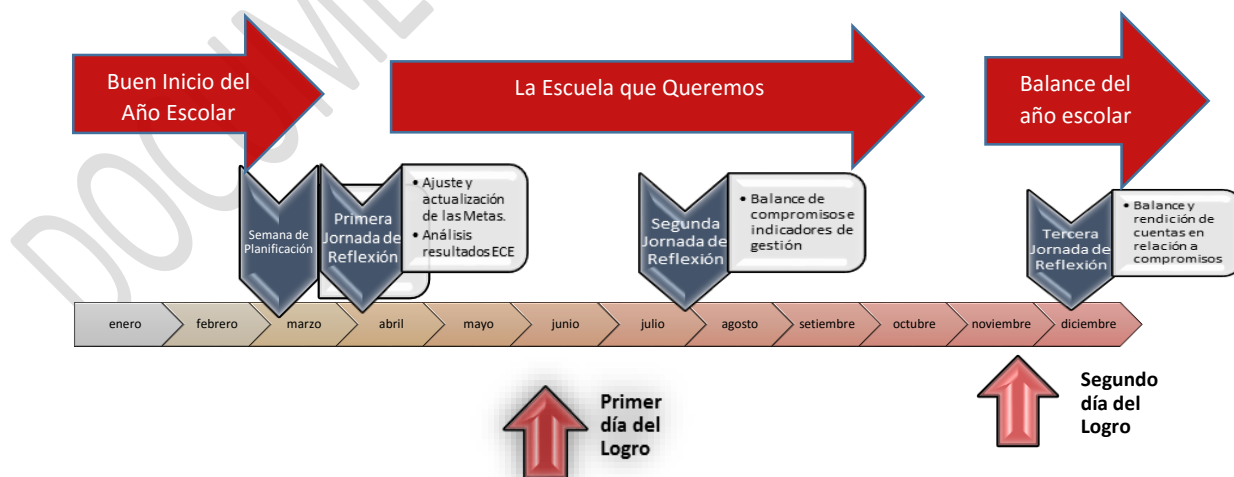 DOCUME
Buen Inicio del
Año Escolar
La Escuela que Queremos
Balance del
año escolar
Semana de
Planificación
Primera
Jornada de
Reflexión
• Ajuste y
actualización
de las Metas.
• Análisis
resultados ECE
Segunda
Jornada de
Reflexión
• Balance de
compromisos e
indicadores de
gestión
Tercera
Jornada de
Reflexión
• Balance y
rendición de
cuentas en
relación a
compromisos
enero
febrero
marzo
abril
mayo
junio
julio
agosto
setiembre
octubre
noviembre
diciembre
Primer
día del
Logro
Segundo
día del
Logro